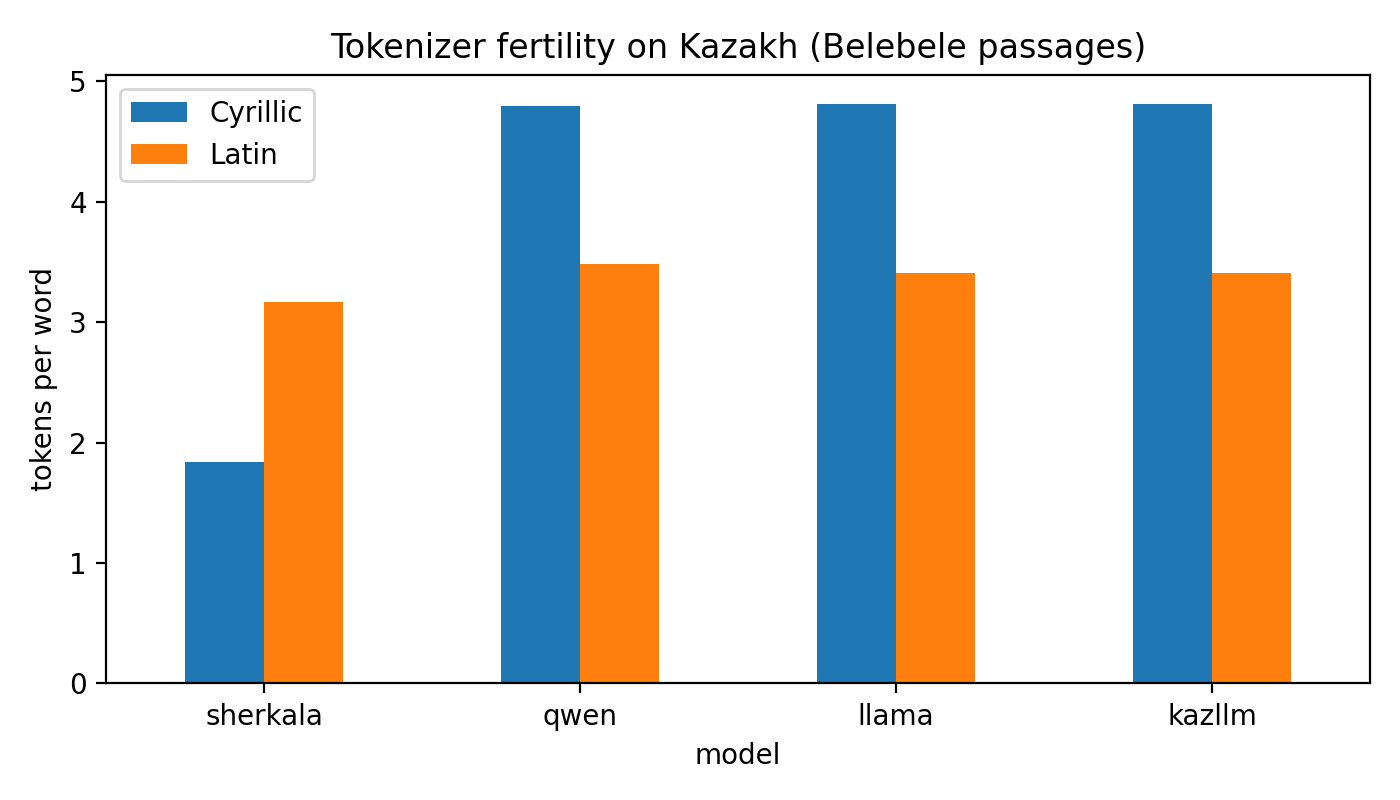 Tokenizer fertility on Kazakh (Belebele passages)
Cyrillic
Latin
tokens per word
5
4
3
2
1
0
sherkala qwen llama kazllm
model